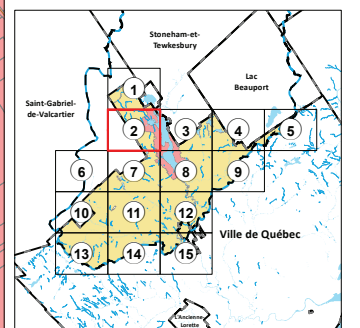 Stoneham-et-
Tewkesbury
Lac
Beauport
Saint-Gabriel-
de-Valcartier
1
2
3
4
5
6
7
8
9
10
11
12
Ville de Québec
13
14
15
L'Ancienne
Lorette